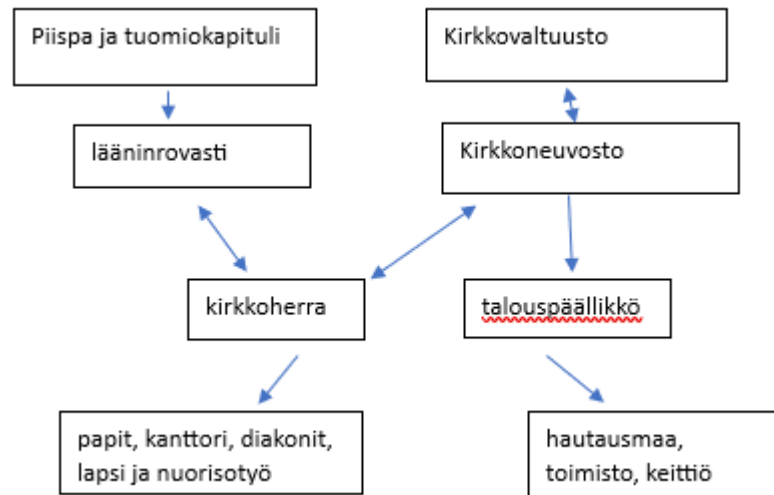 Piispa ja tuomiokapituli
Kirkkovaltuusto
lääninrovasti
Kirkkoneuvosto
kirkkoherra
talouspäällikkö
papit, kanttori, diakonit,
lapsi ja nuorisotyö
hautausmaa,
toimisto, keittiö